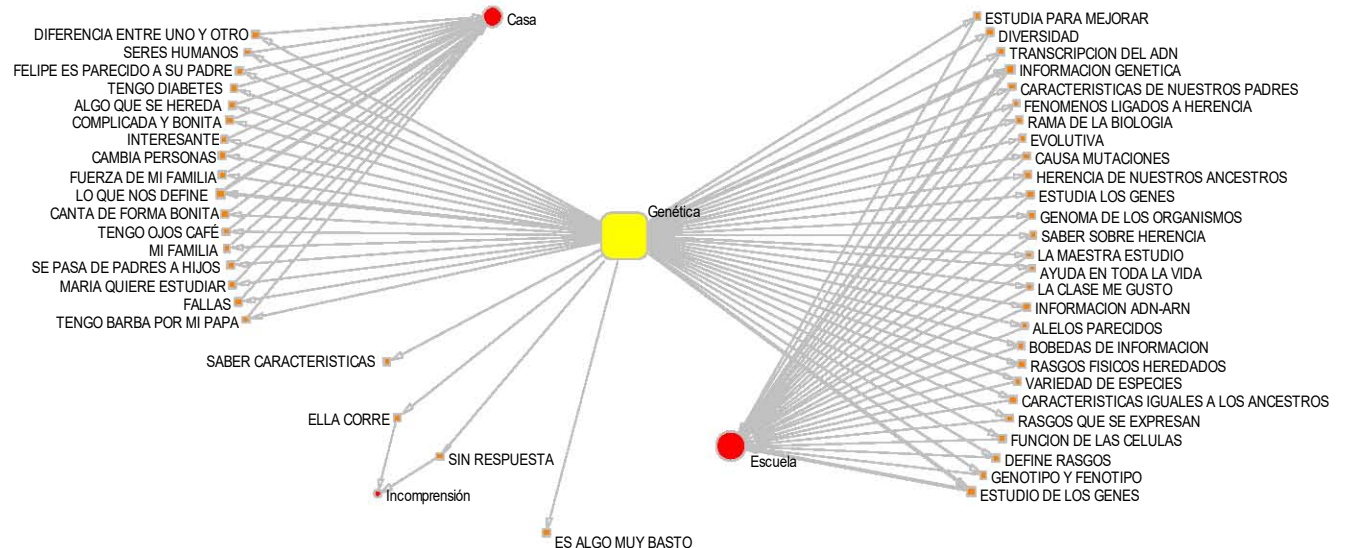 Casa
DIFERENCIA ENTRE UNO Y OTRO
SERES HUMANOS
FELIPE ES PARECIDO A SU PADRE
TENGO DIABETES
ALGO QUE SE HEREDA
COMPLICADA Y BONITA
INTERESANTE
CAMBIA PERSONAS
FUERZA DE MI FAMILIA
LO QUE NOS DEFINE
CANTA DE FORMA BONITA
TENGO OJOS CAFÉ
MI FAMILIA
SE PASA DE PADRES A HIJOS
MARIA QUIERE ESTUDIAR
FALLAS
TENGO BARBA POR MI PAPA
SABER CARACTERISTICAS
ELLA CORRE
SIN RESPUESTA
Incomprensión
ES ALGO MUY BASTO
Genética
Escuela
ESTUDIA PARA MEJORAR
DIVERSIDAD
TRANSCRIPCION DEL ADN
INFORMACION GENETICA
CARACTERISTICAS DE NUESTROS PADRES
FENOMENOS LIGADOS A HERENCIA
RAMA DE LA BIOLOGIA
EVOLUTIVA
CAUSA MUTACIONES
HERENCIA DE NUESTROS ANCESTROS
ESTUDIA LOS GENES
GENOMA DE LOS ORGANISMOS
SABER SOBRE HERENCIA
LA MAESTRA ESTUDIO
AYUDA EN TODA LA VIDA
LA CLASE ME GUSTO
INFORMACION ADN-ARN
ALELOS PARECIDOS
BOBEDAS DE INFORMACION
RASGOS FISICOS HEREDADOS
VARIEDAD DE ESPECIES
CARACTERISTICAS IGUALES A LOS ANCESTROS
RASGOS QUE SE EXPRESAN
FUNCION DE LAS CELULAS
DEFINE RASGOS
GENOTIPO Y FENOTIPO
ESTUDIO DE LOS GENES